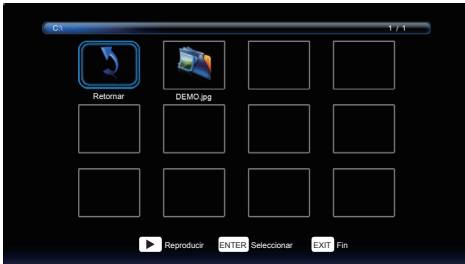 C:\ 1 / 1
Retornar DEMO.jpg
Reproducir ENTER Seleccionar EXIT Fin